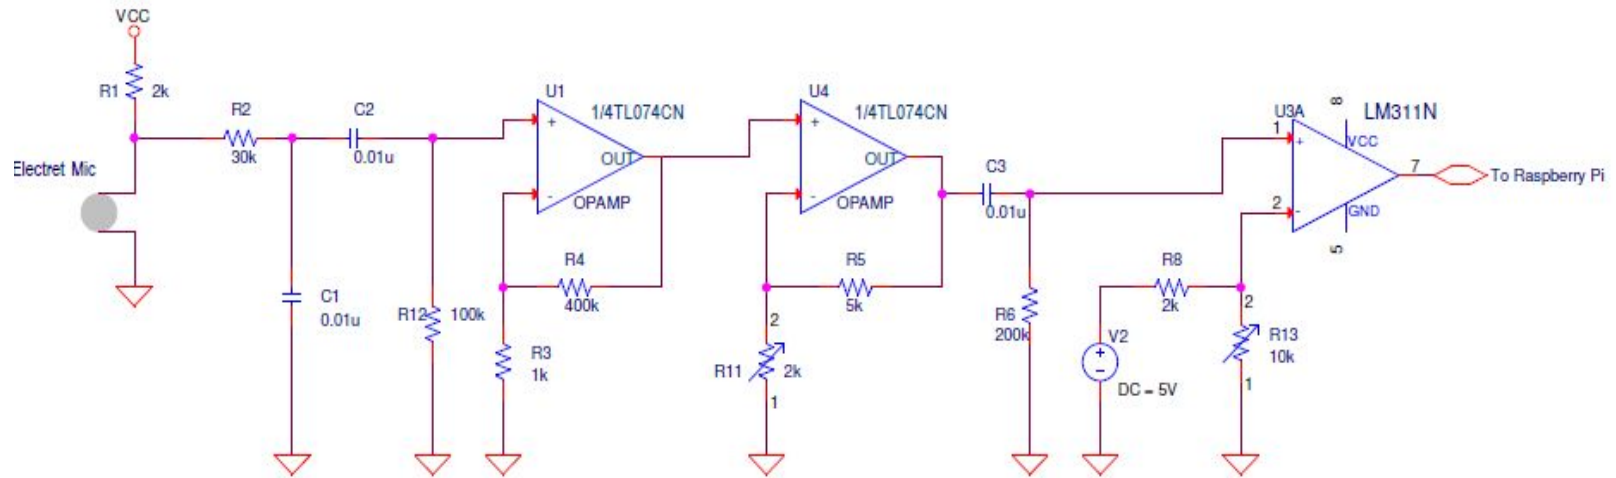 VCC
R1
2k
Electret Mic
R2
30k
C1
0.01u
C2
0.01u
R12
100k
U1
1/4TL074CN
+
-
OUT
OPAMP
R4
400k
R3
1k
U4
1/4TL074CN
+
-
OUT
OPAMP
R5
5k
2
R11
2k
1
C3
0.01u
R6
200k
U3A
LM311N
8
VCC
1
+
2
-
7
GND
5
To Raspberry Pi
R8
2k
V2
+
-
DC = 5V
2
R13
10k
1